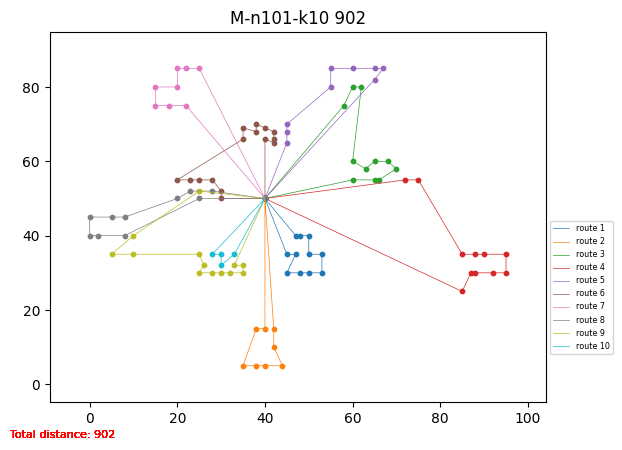 M-n101-k10 902
80
60
40
20
0
0
20
40
60
80
100
route 1
route 2
route 3
route 4
route 5
route 6
route 7
route 8
route 9
route 10
Total distance: 902